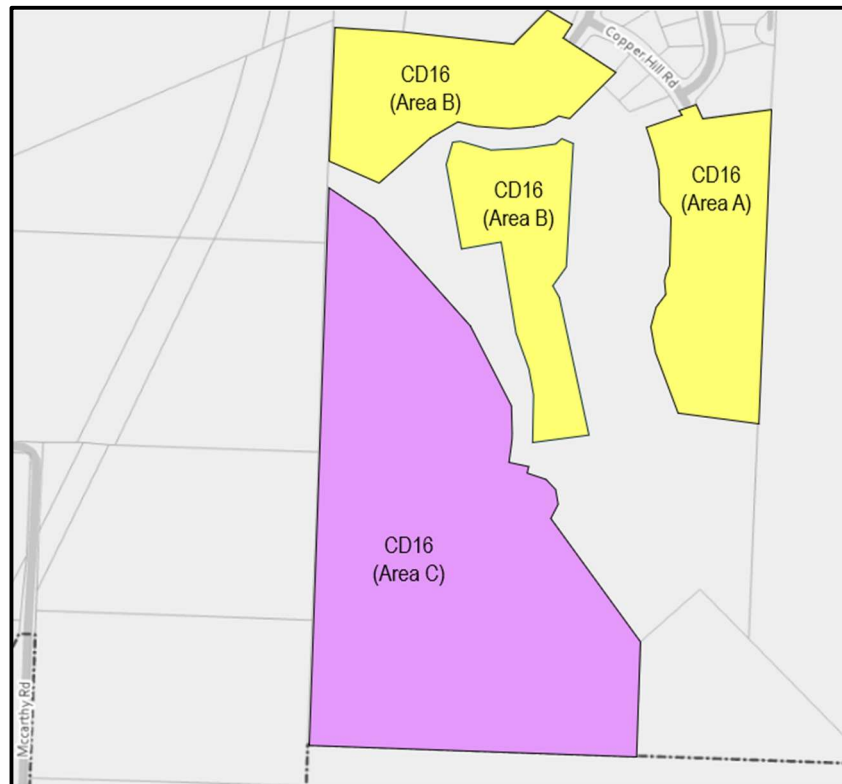 Copper Hill Rd
CD16
(Area B)
CD16
(Area B)
CD16
(Area A)
CD16
(Area C)
Mccarthy Rd